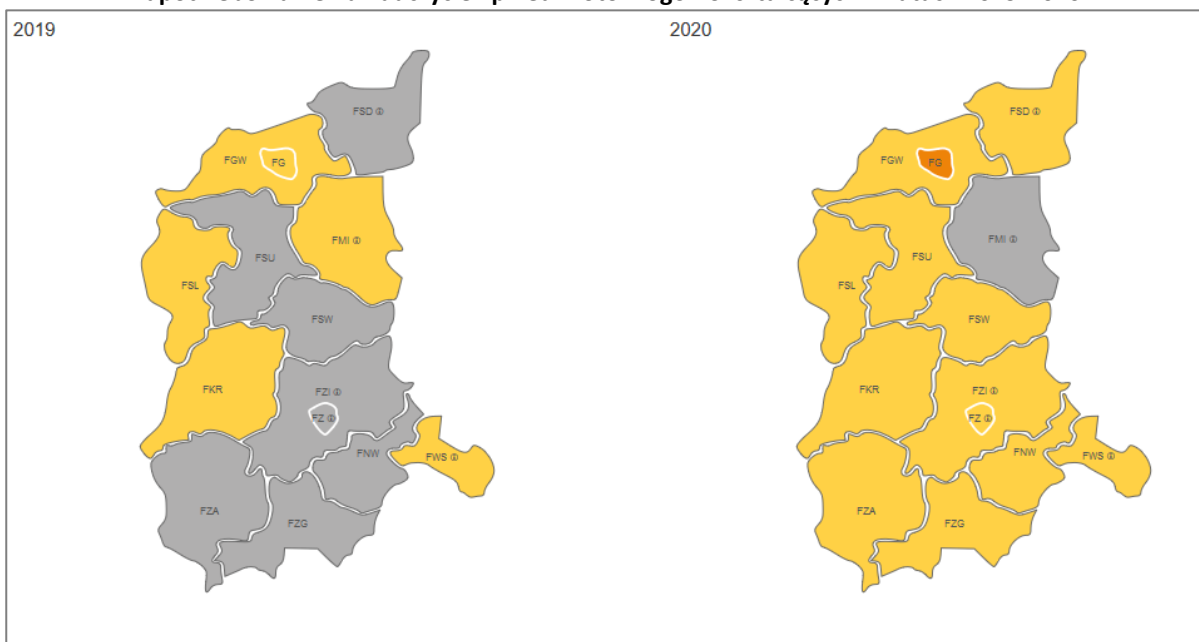 2019
FSD ⓘ
FGW
FG
FMI ⓘ
FSU
FSL
FSW
FKR
FZI ⓘ
FZ ⓘ
FWS ⓘ
FNW
FZA
FZG
2020
FSD ⓘ
FGW
FG
FMI ⓘ
FSU
FSL
FSW
FKR
FZI ⓘ
FZ ⓘ
FNW
FWS ⓘ
FZA
FZG